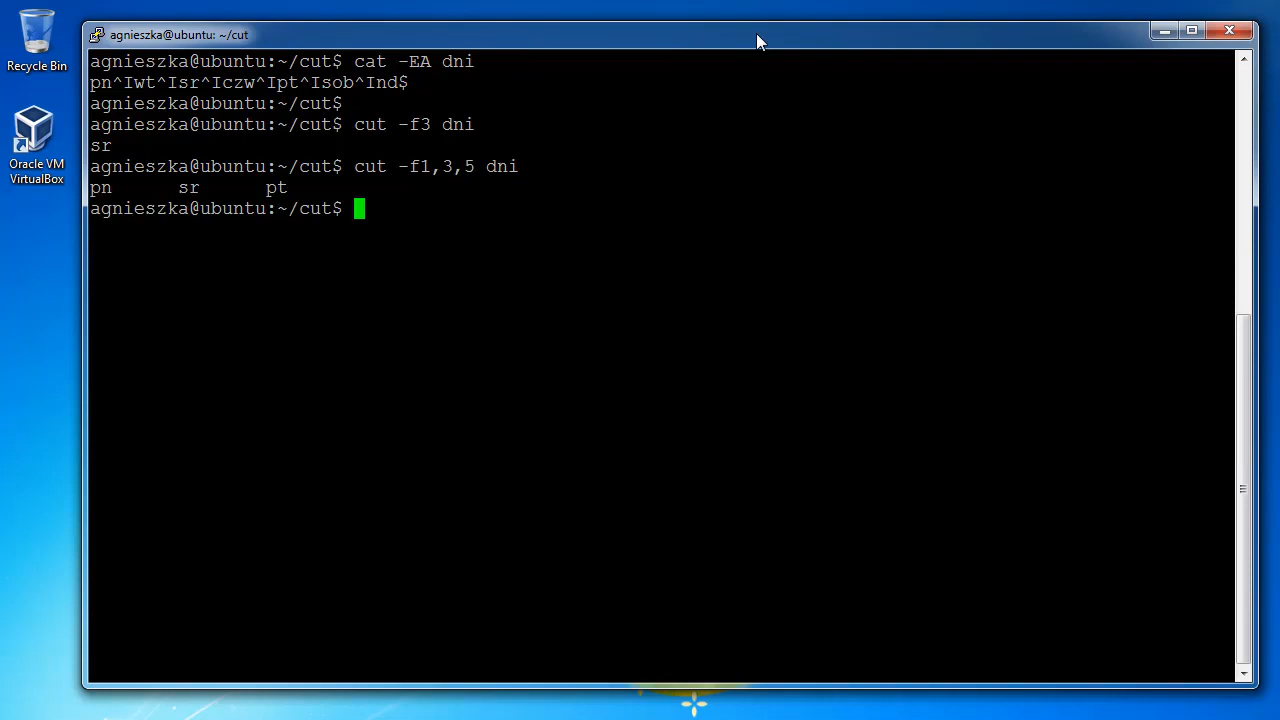 Recycle Bin
Oracle VM
VirtualBox
agnieszka@ubuntu: ~/cut
agnieszka@ubuntu:~/cut$ cat -EA dni
pn^Iwt^Isr^Iczw^Ipt^Isob^Ind$
agnieszka@ubuntu:~/cut$
agnieszka@ubuntu:~/cut$ cut -f3 dni
sr
agnieszka@ubuntu:~/cut$ cut -f1,3,5 dni
pn      sr      pt
agnieszka@ubuntu:~/cut$